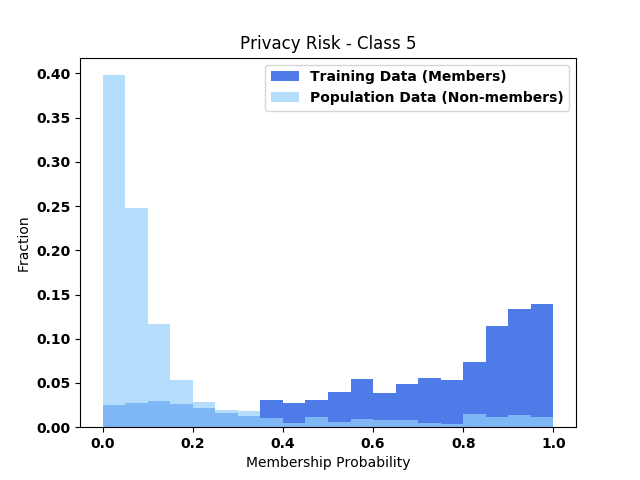 Privacy Risk - Class 5
Training Data (Members)
Population Data (Non-members)
0.40
0.35
0.30
0.25
0.20
0.15
0.10
0.05
0.00
Fraction
0.0 0.2 0.4 0.6 0.8 1.0
Membership Probability